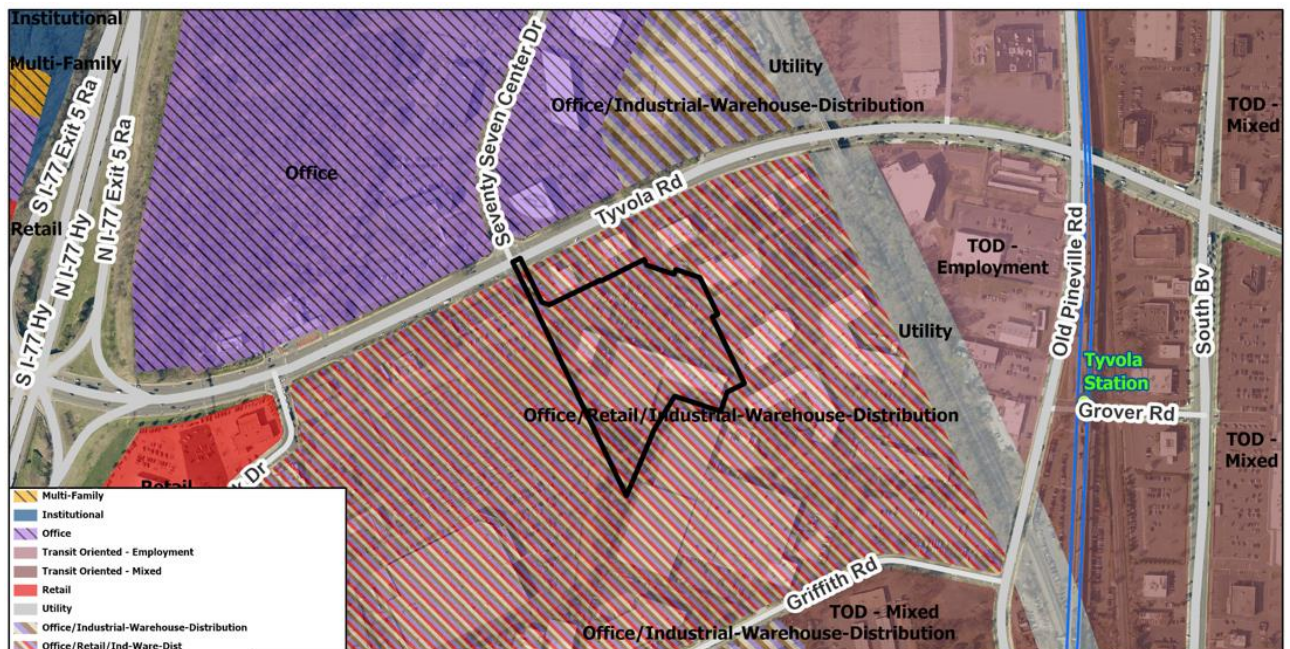 Institutional
Multi-Family
S I-77 Exit 5 Ra
N I-77 Exit 5 Ra
N I-77 Hy
S I-77 Hy
Retail
Office
Seventy Seven Center Dr
Tyvola Rd
Utility
Office/Industrial-Warehouse-Distribution
TOD -
Mixed
TOD -
Employment
Old Pineville Rd
South Bv
Utility
Tyvola
Station
Grover Rd
Office/Retail/Industrial-Warehouse-Distribution
TOD -
Mixed
Retail
Dr
Griffith Rd
TOD - Mixed
Office/Industrial-Warehouse-Distribution
Multi-Family
Institutional
Office
Transit Oriented - Employment
Transit Oriented - Mixed
Retail
Utility
Office/Industrial-Warehouse-Distribution
Office/Retail/Ind-Ware-Dist